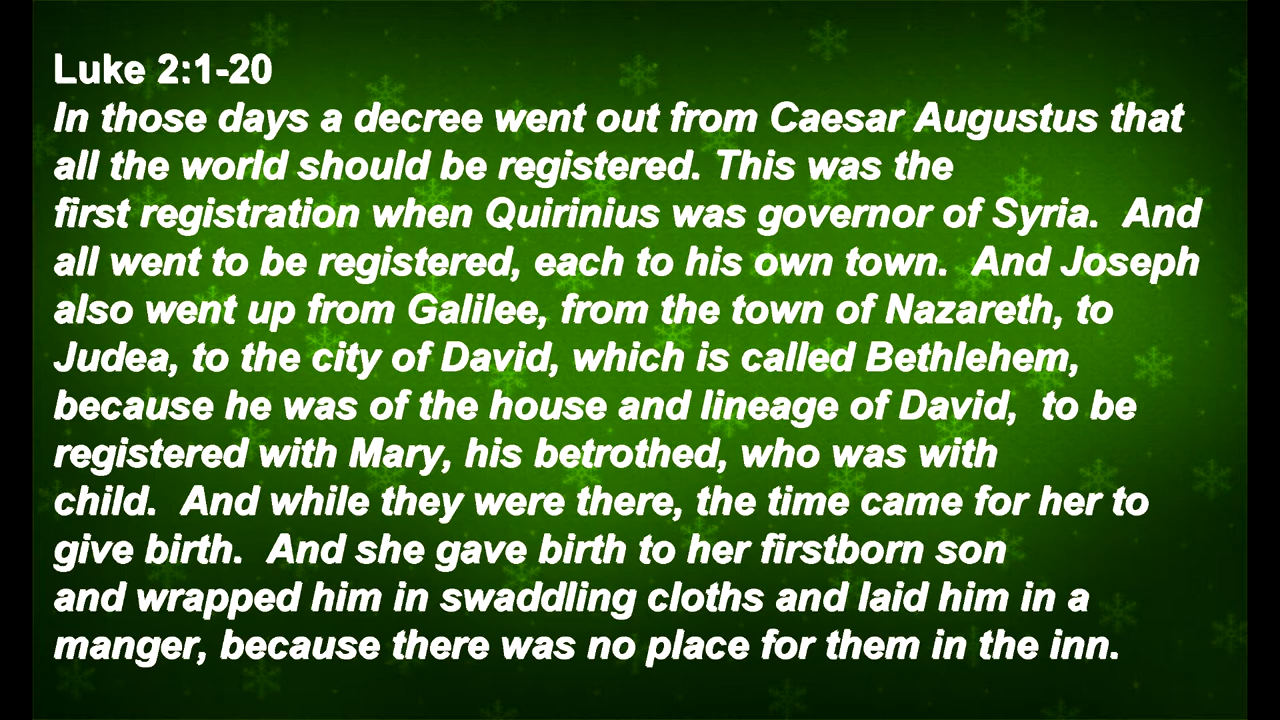 Luke 2:1-20
In those days a decree went out from Caesar Augustus that
all the world should be registered. This was the
first registration when Quirinius was governor of Syria.  And
all went to be registered, each to his own town.  And Joseph
also went up from Galilee, from the town of Nazareth, to
Judea, to the city of David, which is called Bethlehem,
because he was of the house and lineage of David,  to be
registered with Mary, his betrothed, who was with
child.  And while they were there, the time came for her to
give birth.  And she gave birth to her firstborn son
and wrapped him in swaddling cloths and laid him in a
manger, because there was no place for them in the inn.